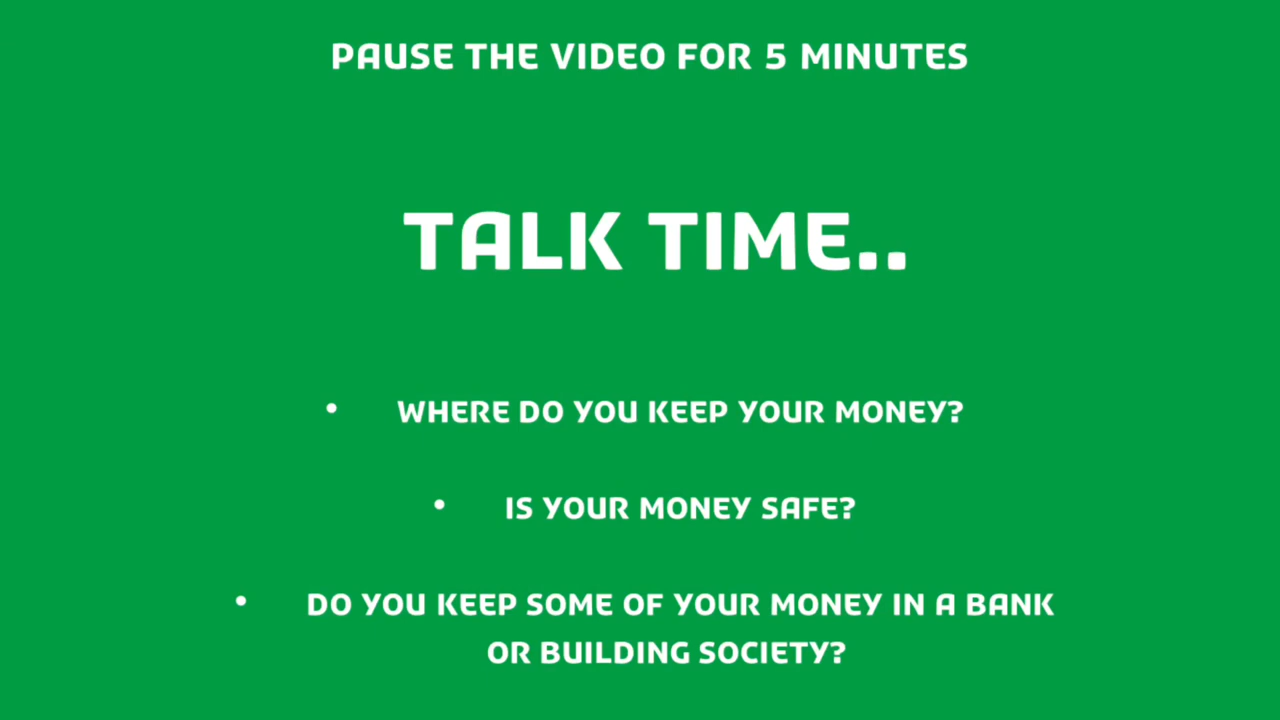 PAUSE THE VIDEO FOR 5 MINUTES
TALK TIME..
• WHERE DO YOU KEEP YOUR MONEY?
• IS YOUR MONEY SAFE?
• DO YOU KEEP SOME OF YOUR MONEY IN A BANK
OR BUILDING SOCIETY?